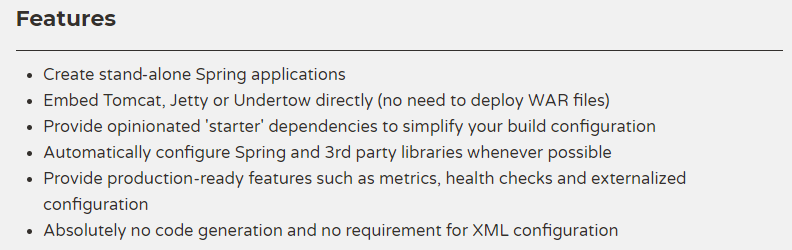 Features
Create stand-alone Spring applications
Embed Tomcat, Jetty or Undertow directly (no need to deploy WAR files)
Provide opinionated 'starter' dependencies to simplify your build configuration
Automatically configure Spring and 3rd party libraries whenever possible
Provide production-ready features such as metrics, health checks and externalized
configuration
Absolutely no code generation and no requirement for XML configuration